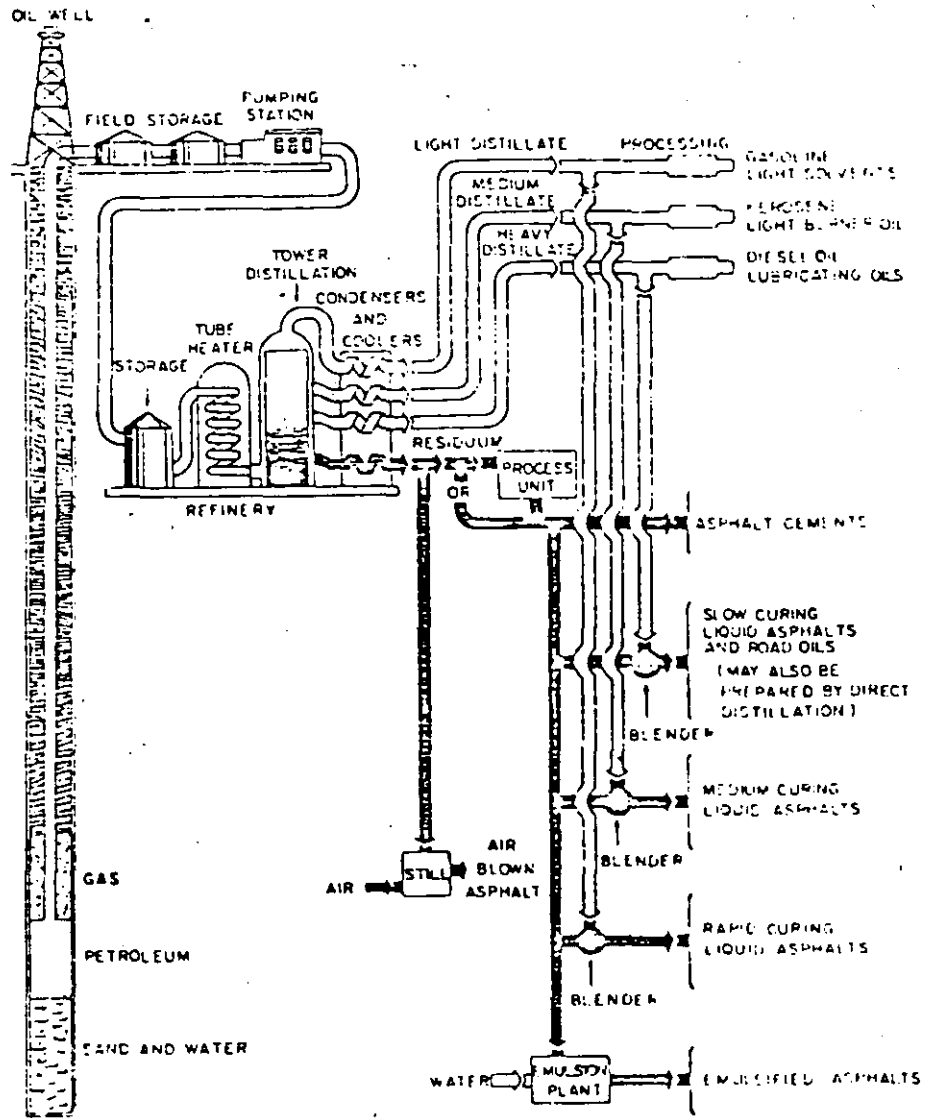 OIL WELL
PUMPING
STATION
FIELD STORAGE
LIGHT DISTILLATE
PROCESSING
GASOLINE
LIGHT SOLVENTS
MEDIUM
DISTILLATE
KEROSENE
LIGHT BURNER OIL
HEAVY
DISTILLATE
DIESEL OIL
LUBRICATING OILS
TOWER
DISTILLATION
CONDENSERS
AND
COOLERS
TUBE
HEATER
STORAGE
RESIDUUM
PROCESS
UNIT
OR
REFINERY
ASPHALT CEMENTS
SLOW CURING
LIQUID ASPHALTS
AND ROAD OILS
(MAY ALSO BE
PREPARED BY DIRECT
DISTILLATION)
BLENDER
MEDIUM CURING
LIQUID ASPHALTS
BLENDER
AIR
STILL
AIR
BLOWN
ASPHALT
GAS
RAPID CURING
LIQUID ASPHALTS
PETROLEUM
BLENDER
SAND AND WATER
WATER
EMULSION
PLANT
EMULSIFIED ASPHALTS